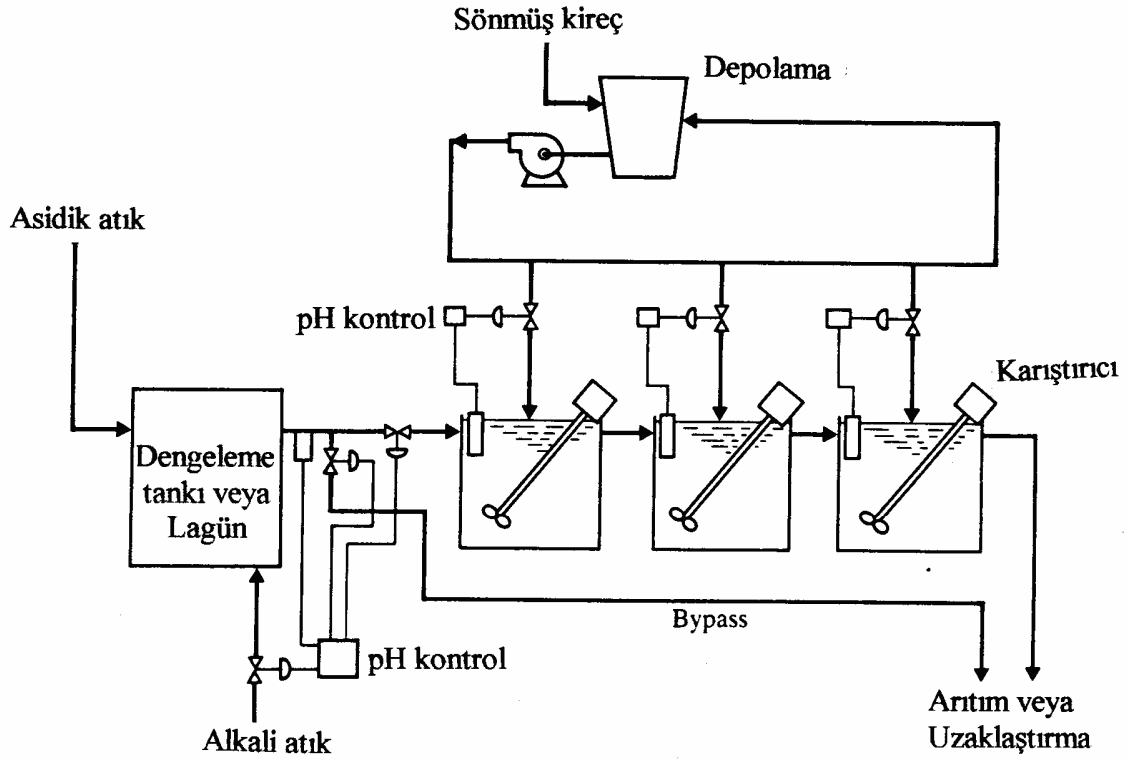 Sönmüş kireç
Depolama
Asidik atık
pH kontrol
Karıştırıcı
Dengeleme
tankı veya
Lagün
Bypass
pH kontrol
Alkali atık
Arıtım veya
Uzaklaştırma